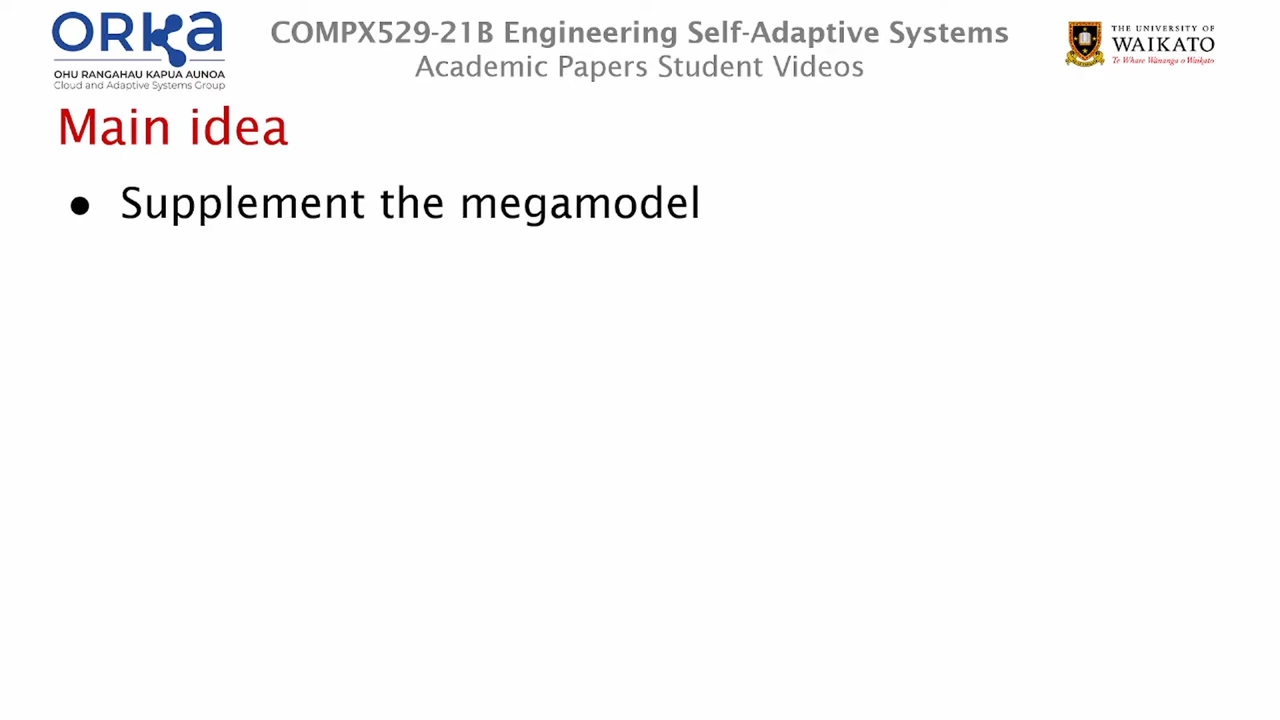 ORKa
OHU RANGAHAU KAPUA AUNOA
Cloud and Adaptive Systems Group
COMPX529-21B Engineering Self-Adaptive Systems
Academic Papers Student Videos
THE UNIVERSITY OF
WAIKATO
Te Whare Wānanga o Waikato
Main idea
● Supplement the megamodel